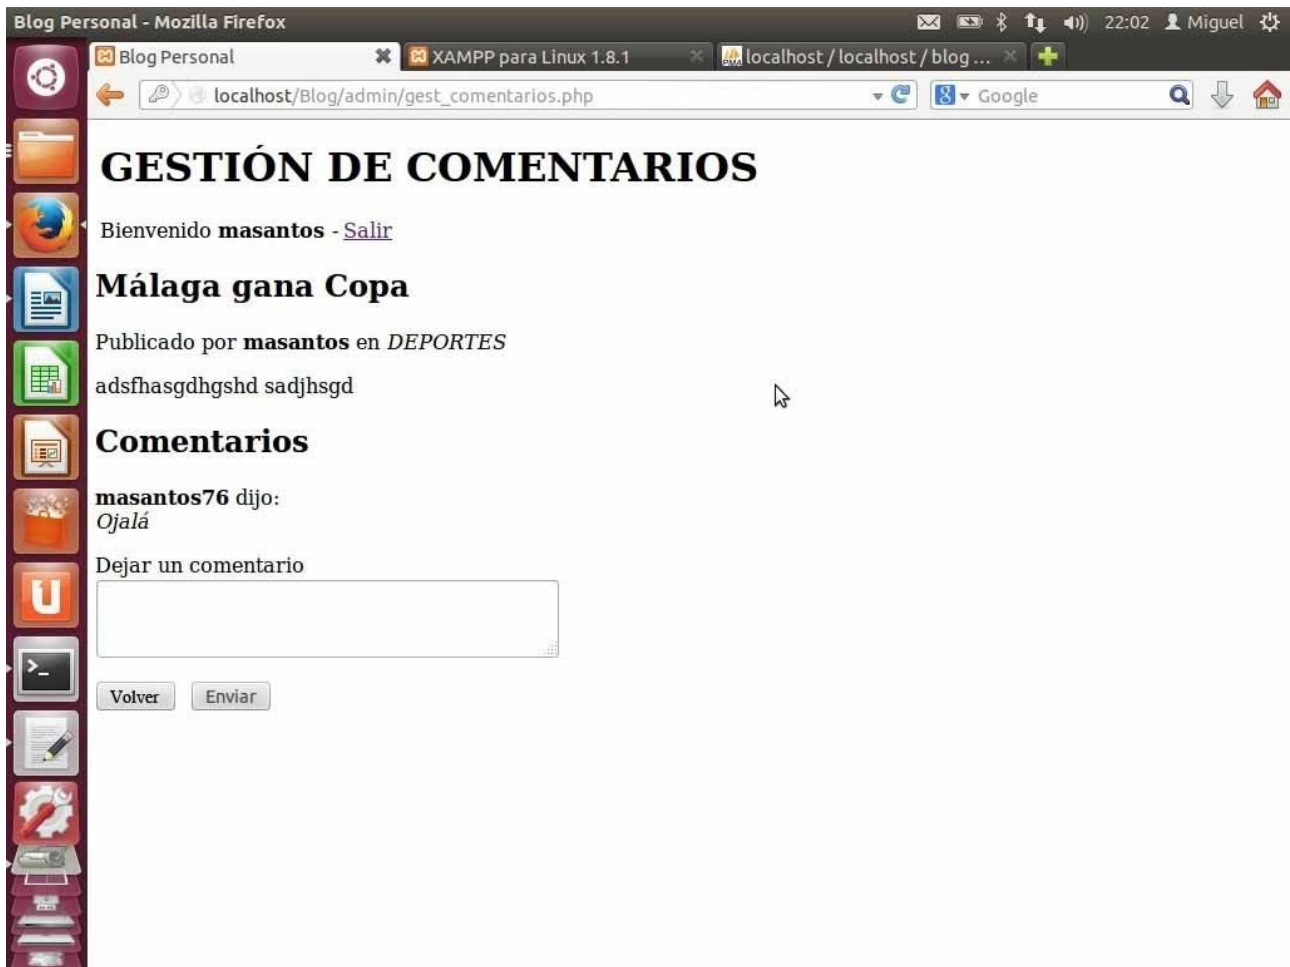 Blog Personal - Mozilla Firefox
22:02 Miguel
Blog Personal
XAMPP para Linux 1.8.1
localhost / localhost / blog ...
localhost/Blog/admin/gest_comentarios.php
Google
GESTIÓN DE COMENTARIOS
Bienvenido masantos - Salir
Málaga gana Copa
Publicado por masantos en DEPORTES
adsfhasgdhgshd sadjhsgd
Comentarios
masantos76 dijo:
Ojalá
Dejar un comentario
Volver Enviar